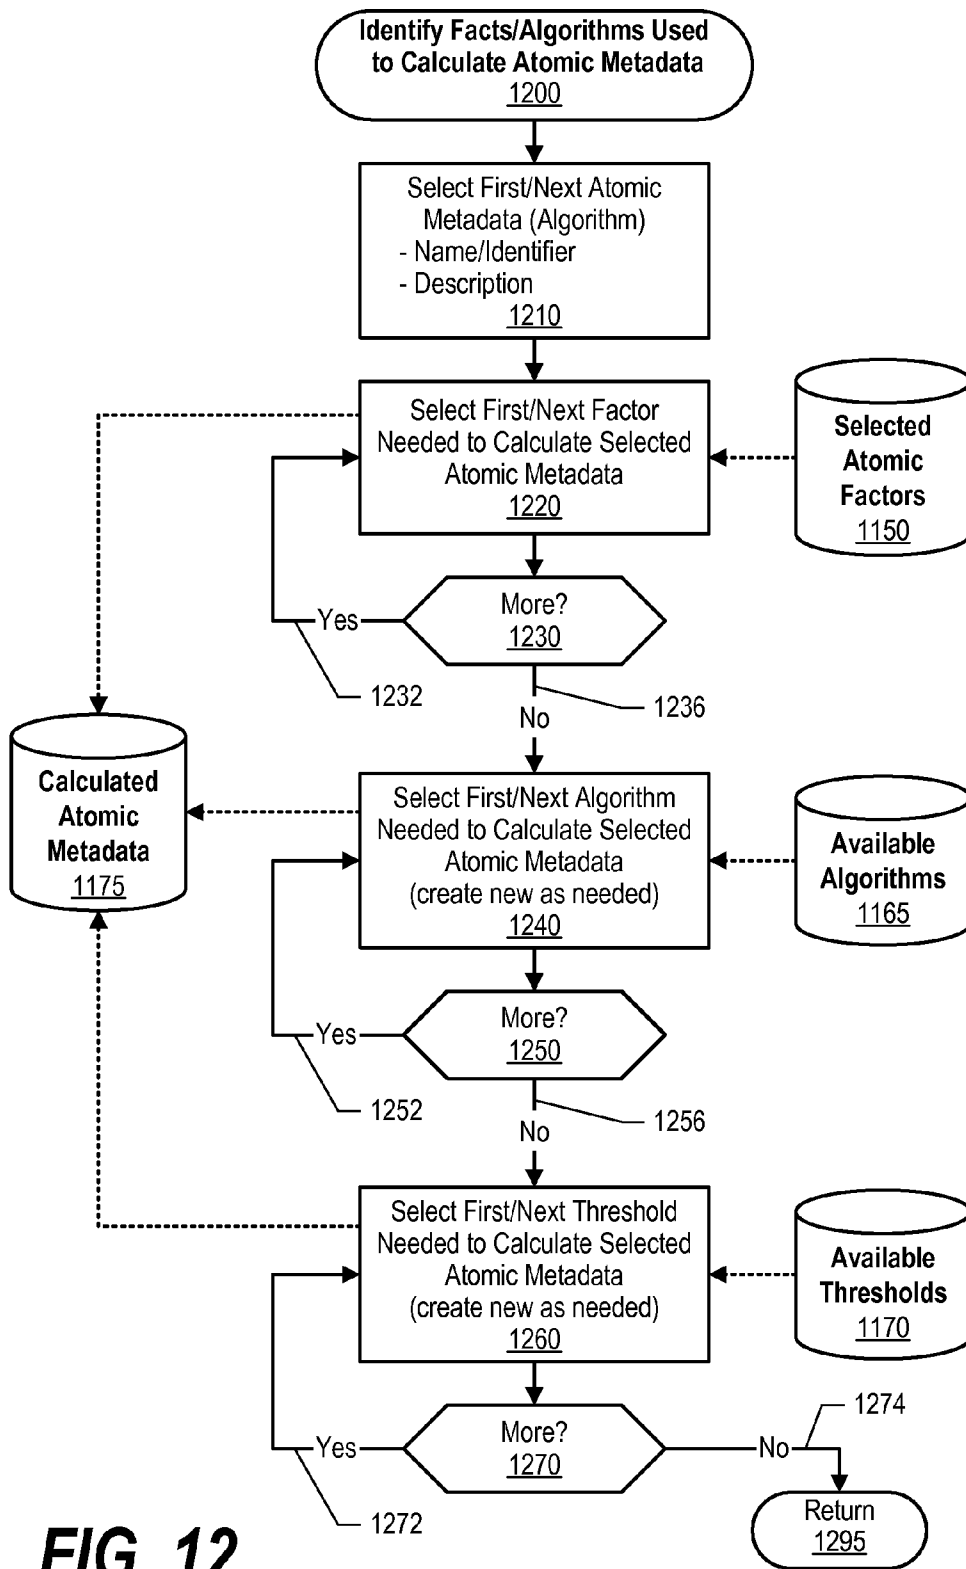 Identify Facts/Algorithms Used
to Calculate Atomic Metadata
1200
Select First/Next Atomic
Metadata (Algorithm)
- Name/Identifier
- Description
1210
Select First/Next Factor
Needed to Calculate Selected
Atomic Metadata
1220
Selected
Atomic
Factors
1150
More?
1230
Yes
1232
1236
No
Calculated
Atomic
Metadata
1175
Select First/Next Algorithm
Needed to Calculate Selected
Atomic Metadata
(create new as needed)
1240
Available
Algorithms
1165
More?
1250
Yes
1252
1256
No
Select First/Next Threshold
Needed to Calculate Selected
Atomic Metadata
(create new as needed)
1260
Available
Thresholds
1170
More?
1270
Yes
1272
No
1274
Return
1295
FIG. 12